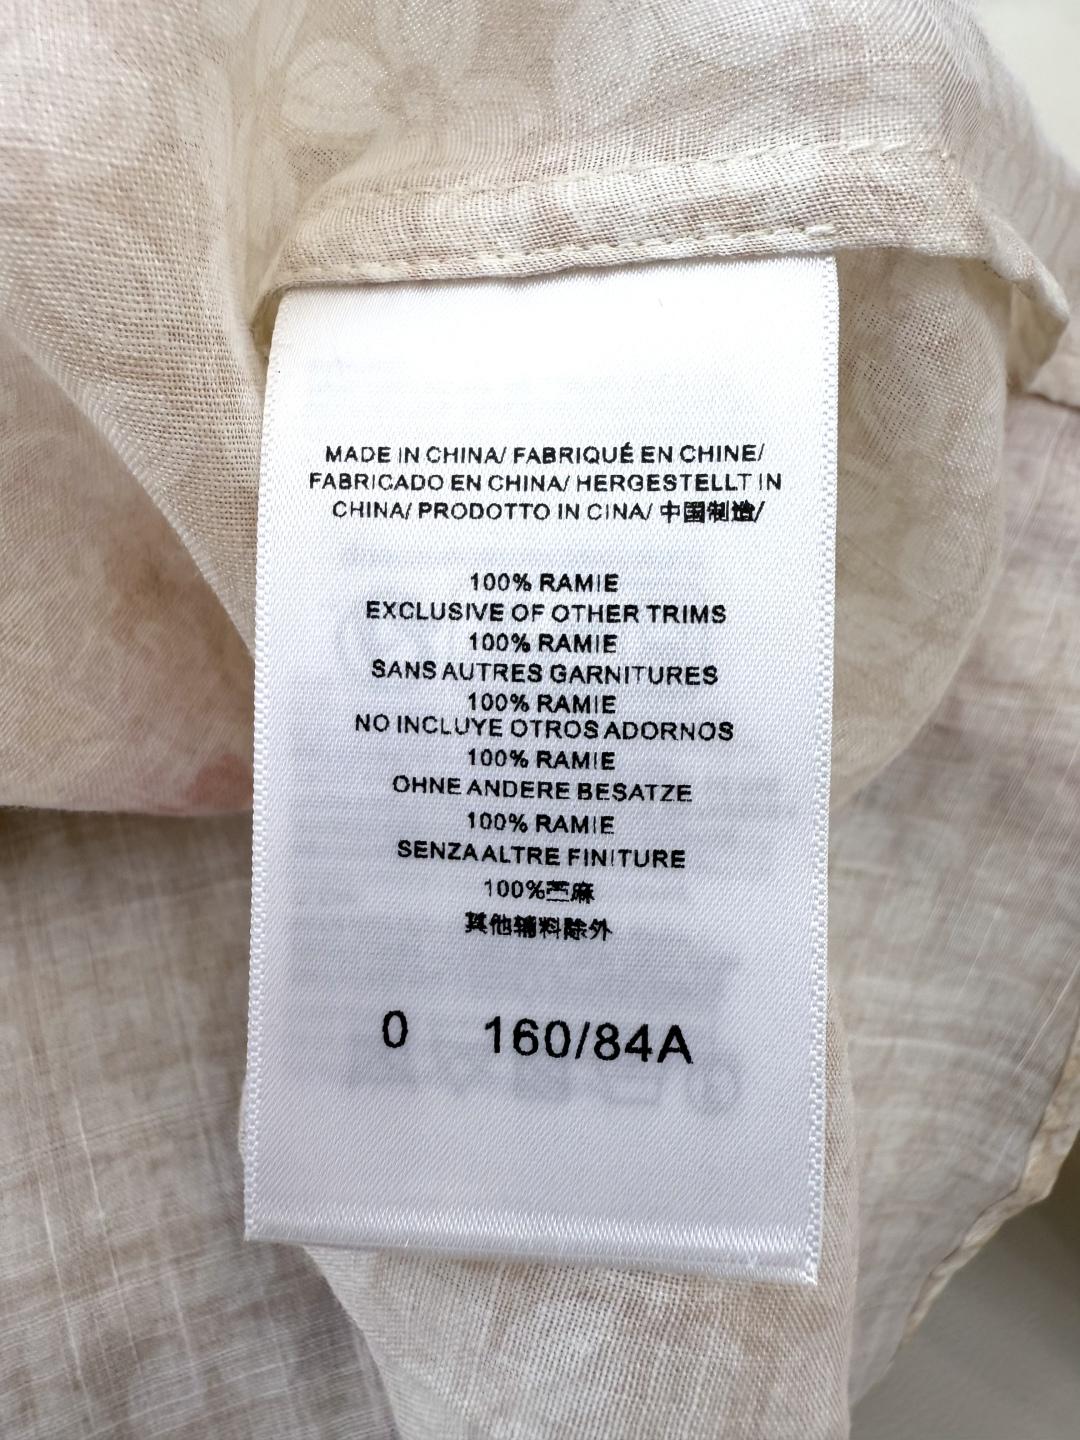 MADE IN CHINA/ FABRIQUÉ EN CHINE/
FABRICADO EN CHINA/ HERGESTELLT IN
CHINA/ PRODOTTO IN CINA/ 中国制造/
100% RAMIE
EXCLUSIVE OF OTHER TRIMS
100% RAMIE
SANS AUTRES GARNITURES
100% RAMIE
NO INCLUYE OTROS ADORNOS
100% RAMIE
OHNE ANDERE BESATZE
100% RAMIE
SENZA ALTRE FINITURE
100%苎麻
其他辅料除外
0 160/84A